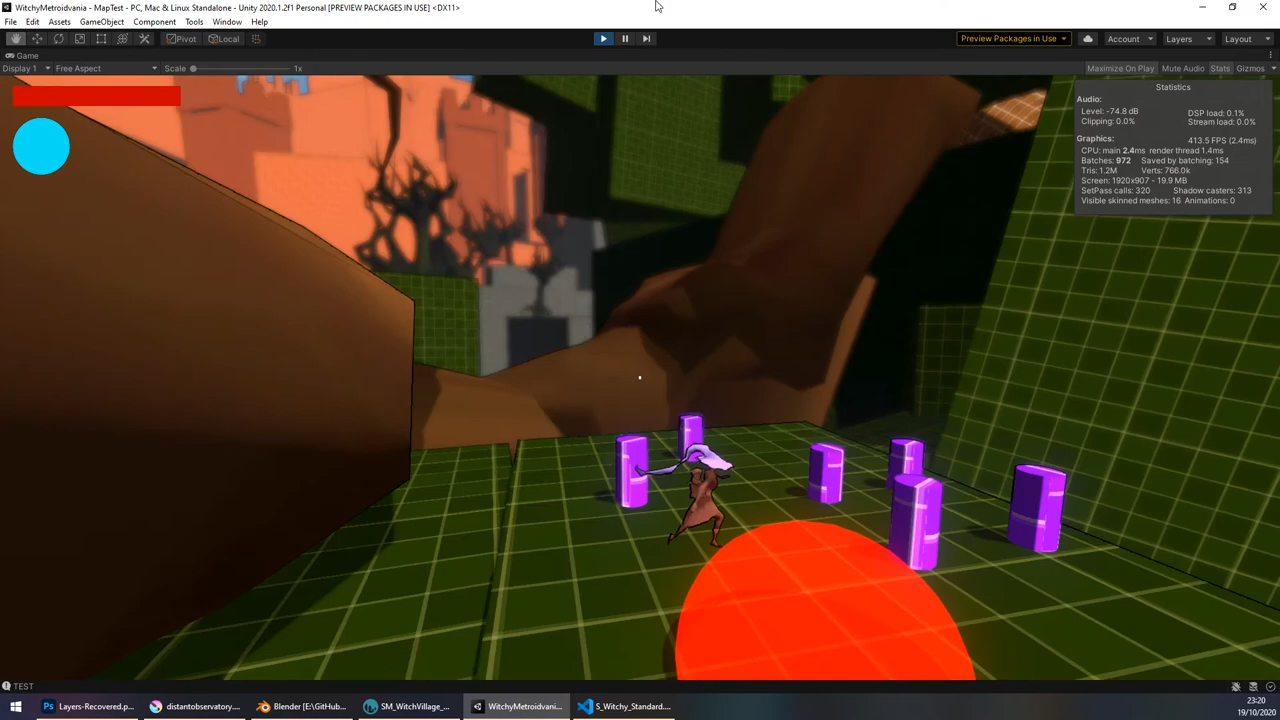 WitchyMetroidvania - MapTest - PC, Mac & Linux Standalone - Unity 2020.1.2f1 Personal [PREVIEW PACKAGES IN USE] <DX11>
File Edit Assets GameObject Component Tools Window Help
Pivot Local Preview Packages in Use Account Layers Layout
Game
Display 1 Free Aspect Scale 1x Maximize On Play Mute Audio Stats Gizmos
Statistics
Audio:
Level: -74.8 dB DSP load: 0.1%
Clipping: 0.0% Stream load: 0.0%
Graphics: 413.5 FPS (2.4ms)
CPU: main 2.4ms render thread 1.4ms
Batches: 972 Saved by batching: 154
Tris: 1.2M Verts: 766.0k
Screen: 1920x907 - 19.9 MB
SetPass calls: 320 Shadow casters: 313
Visible skinned meshes: 16 Animations: 0
TEST
Layers-Recovered.p... distantobservatory.... Blender [E:\GitHub... SM_WitchVillage_... WitchyMetroidvani... S_Witchy_Standard....
23:20
19/10/2020